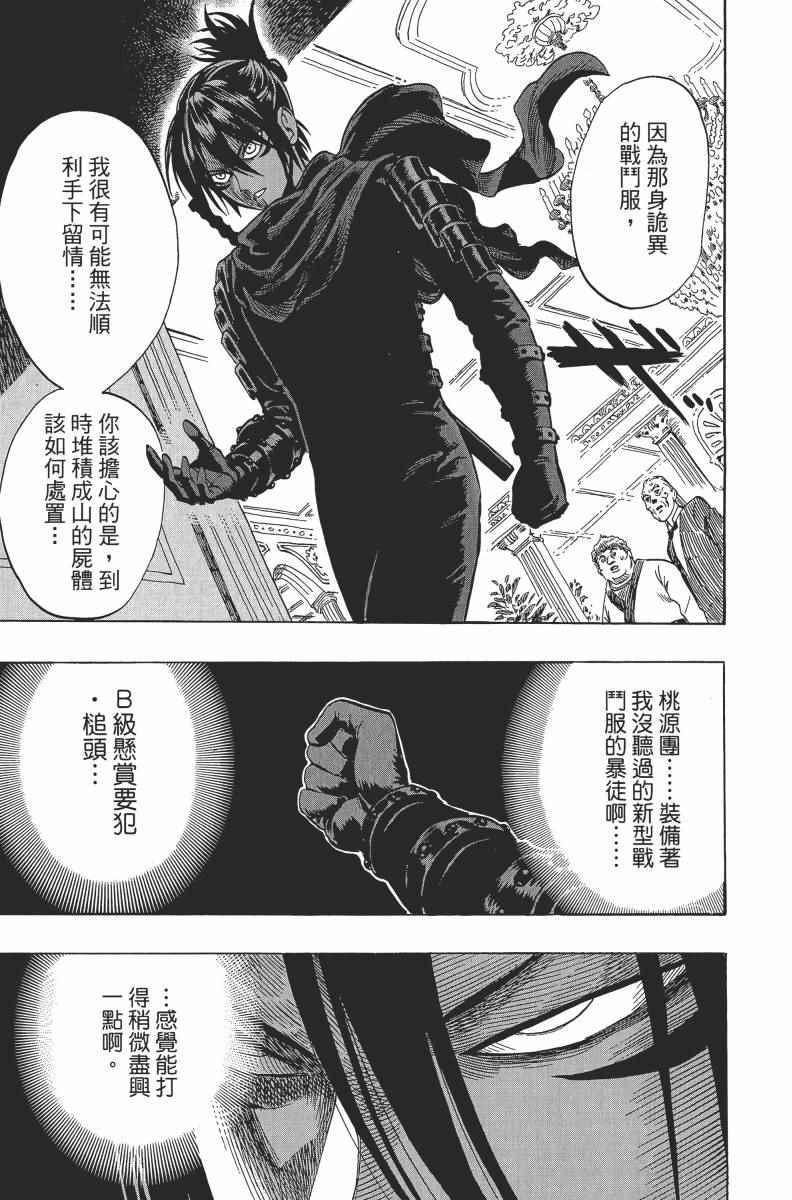 因為那身詭異
的戰鬥服，
我很有可能無法順
利手下留情……
你該擔心的是，到
時堆積成山的屍體
該如何處置…
桃源團……裝備著
我沒聽過的新型戰
鬥服的暴徒啊……
Ｂ級懸賞要犯
・槌頭…
…感覺能打
得稍微盡興
一點啊。